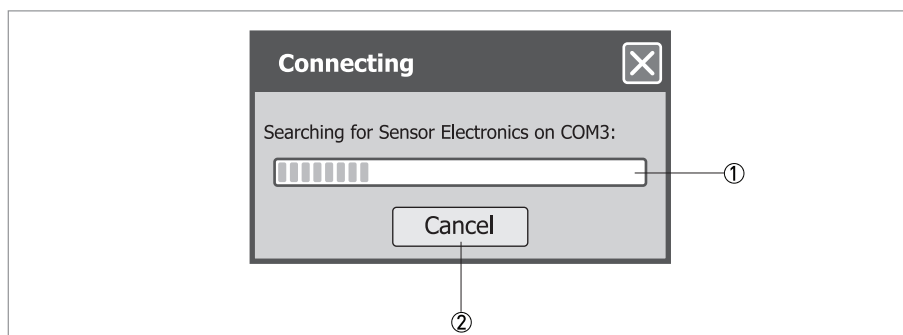 Connecting
Searching for Sensor Electronics on COM3:
①
Cancel
②